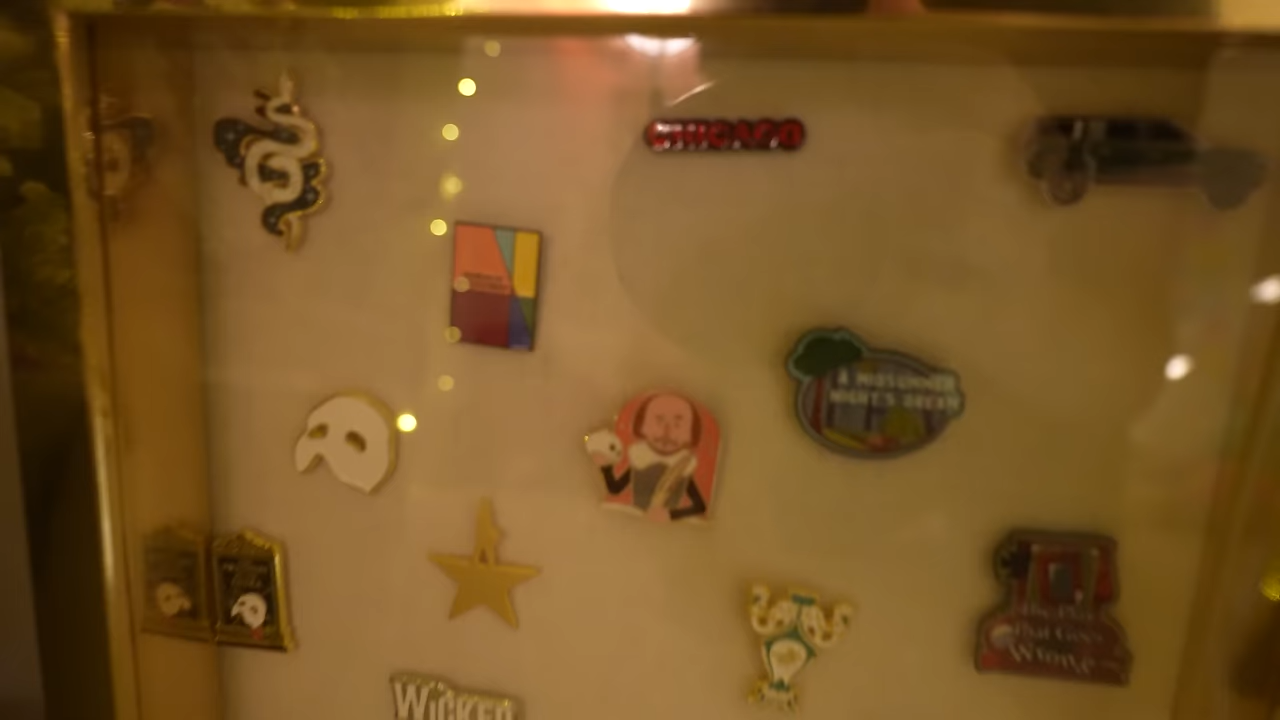 CHICAGO
A MIDSUMMER
NIGHT'S DREAM
The Play
That Goes
Wrong
WICKED